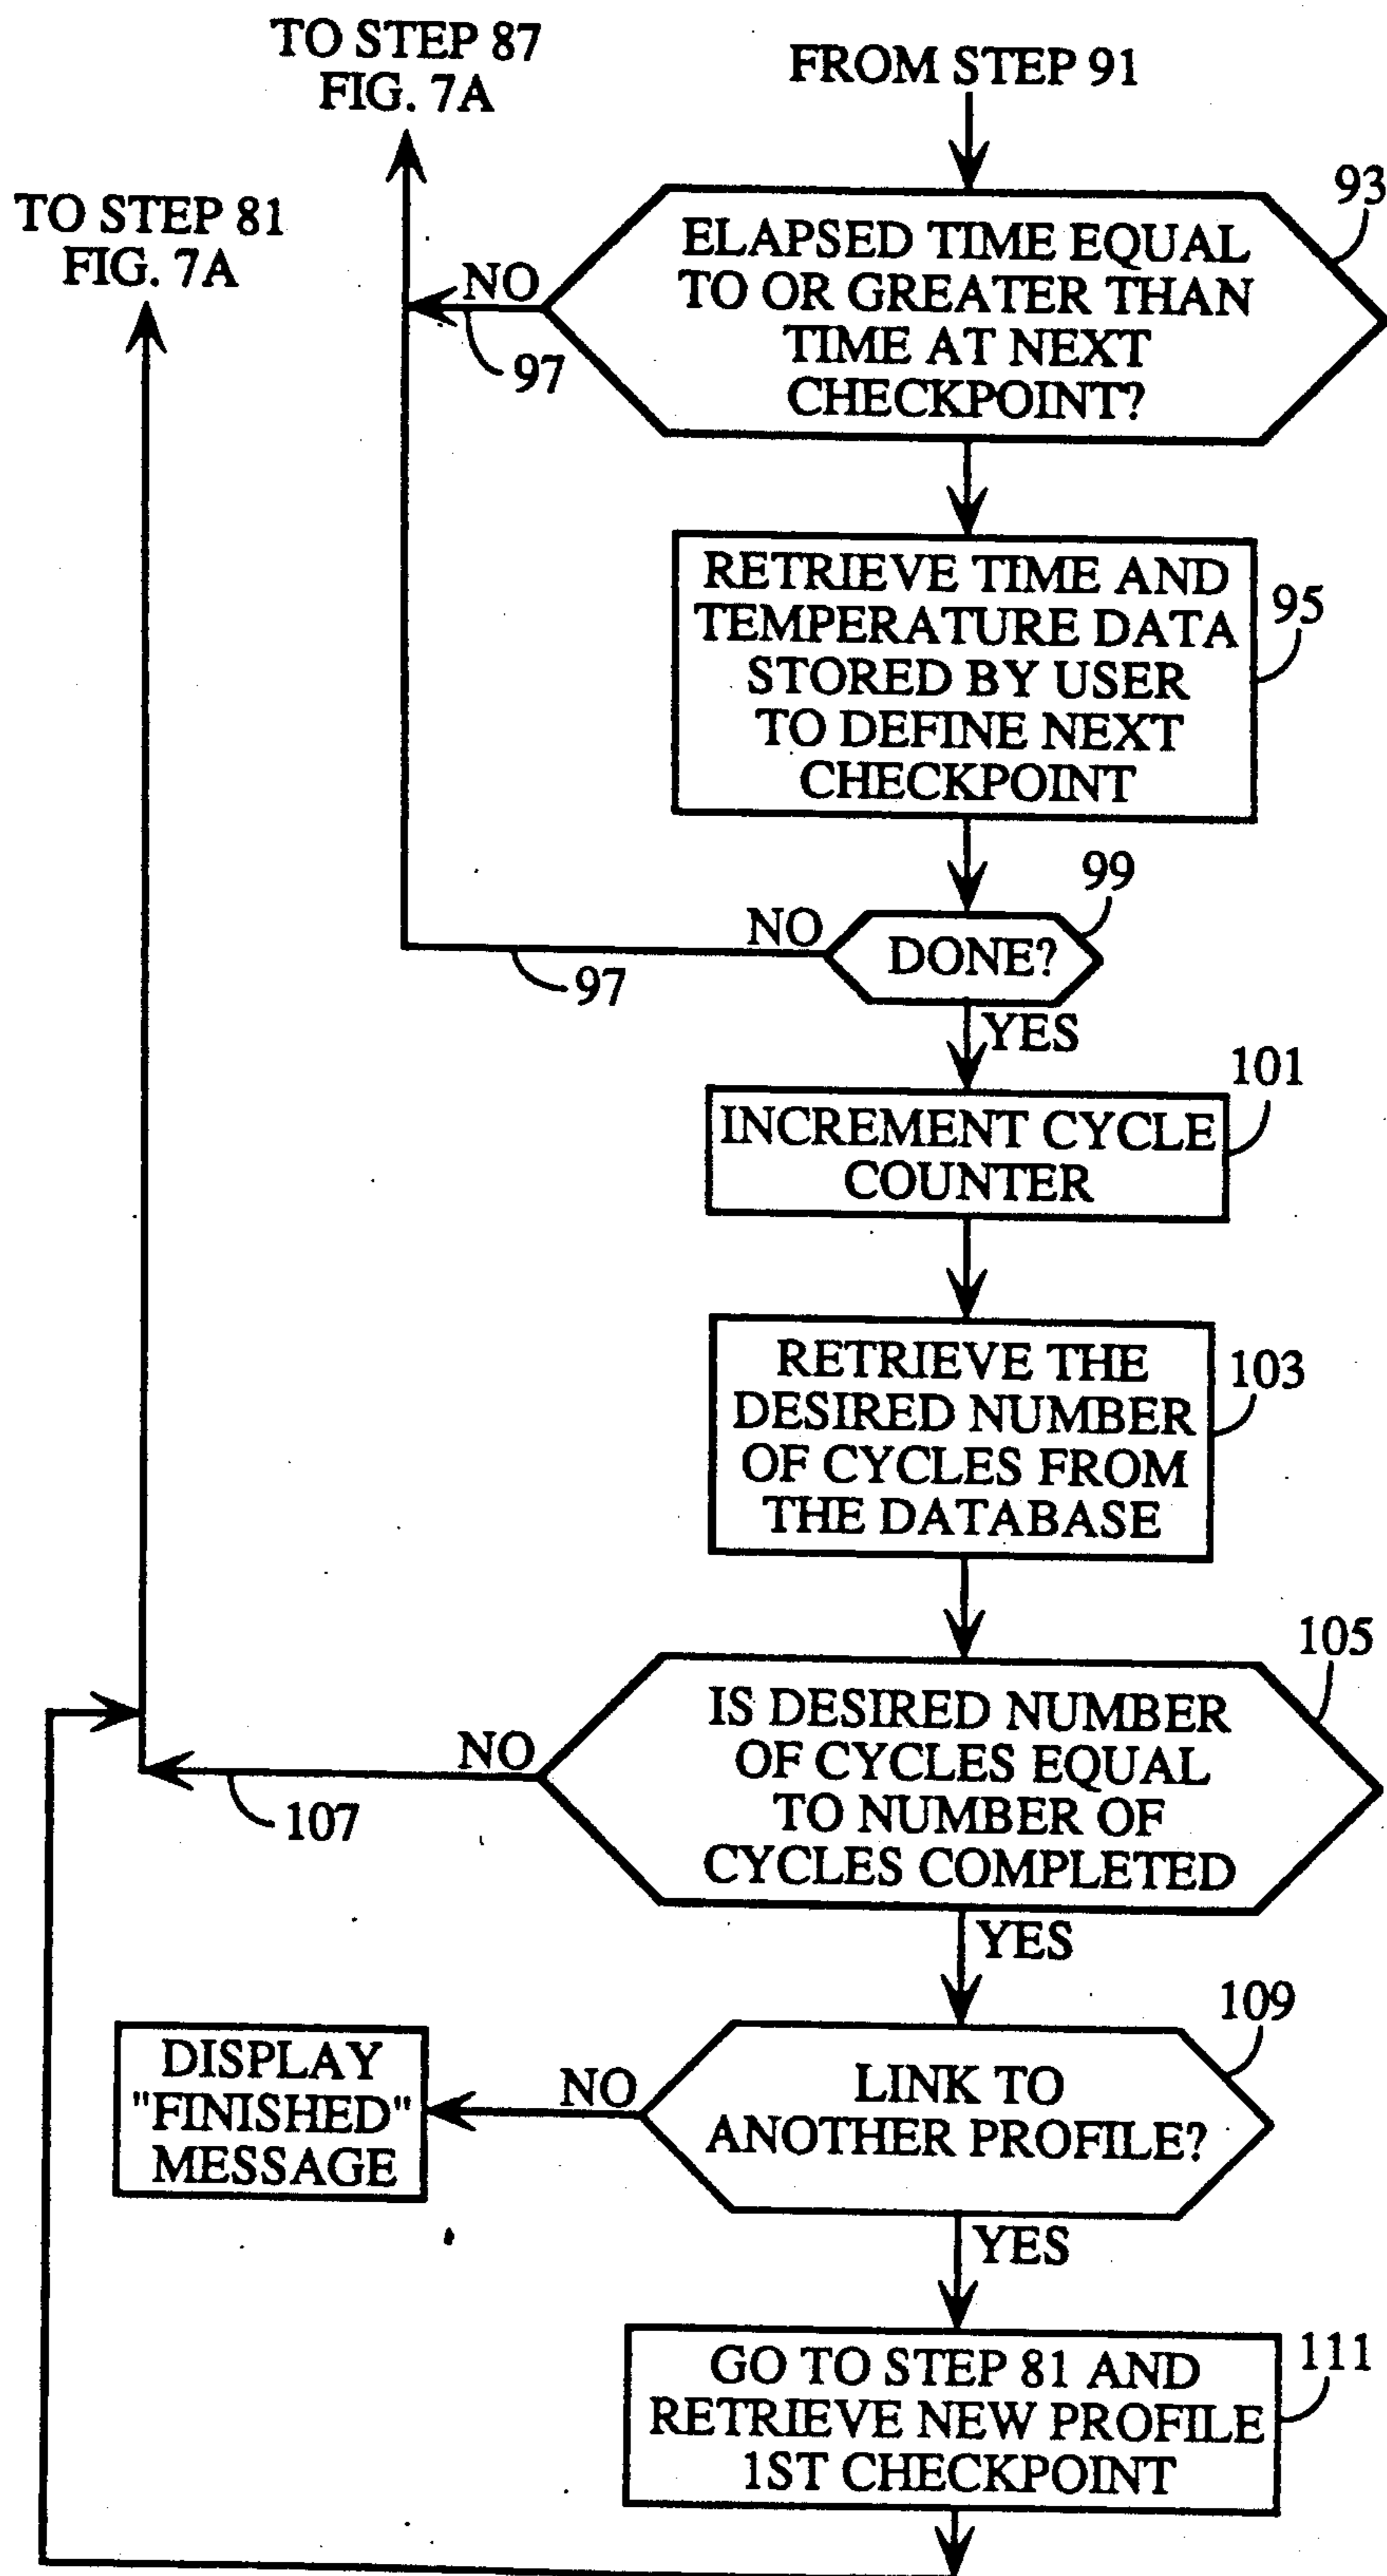 TO STEP 87
FIG. 7A
FROM STEP 91
TO STEP 81
FIG. 7A
93
ELAPSED TIME EQUAL
TO OR GREATER THAN
TIME AT NEXT
CHECKPOINT?
NO
97
RETRIEVE TIME AND
TEMPERATURE DATA
STORED BY USER
TO DEFINE NEXT
CHECKPOINT
95
99
NO
DONE?
97
YES
101
INCREMENT CYCLE
COUNTER
RETRIEVE THE
DESIRED NUMBER
OF CYCLES FROM
THE DATABASE
103
105
IS DESIRED NUMBER
OF CYCLES EQUAL
TO NUMBER OF
CYCLES COMPLETED
NO
107
YES
109
LINK TO
ANOTHER PROFILE?
NO
DISPLAY
"FINISHED"
MESSAGE
YES
GO TO STEP 81 AND
RETRIEVE NEW PROFILE
1ST CHECKPOINT
111